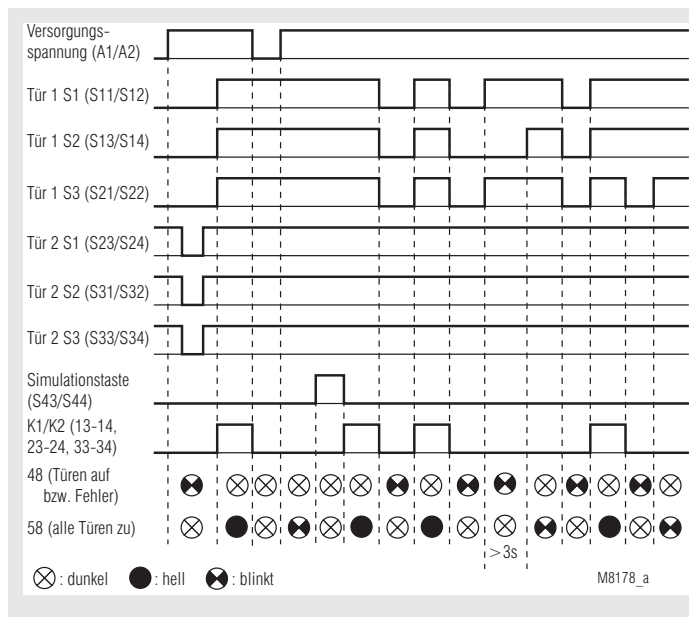 Versorgungs-
spannung (A1/A2)
Tür 1 S1 (S11/S12)
Tür 1 S2 (S13/S14)
Tür 1 S3 (S21/S22)
Tür 2 S1 (S23/S24)
Tür 2 S2 (S31/S32)
Tür 2 S3 (S33/S34)
Simulationstaste
(S43/S44)
K1/K2 (13-14,
23-24, 33-34)
48 (Türen auf
bzw. Fehler)
58 (alle Türen zu)
>3s
: dunkel : hell : blinkt M8178_a